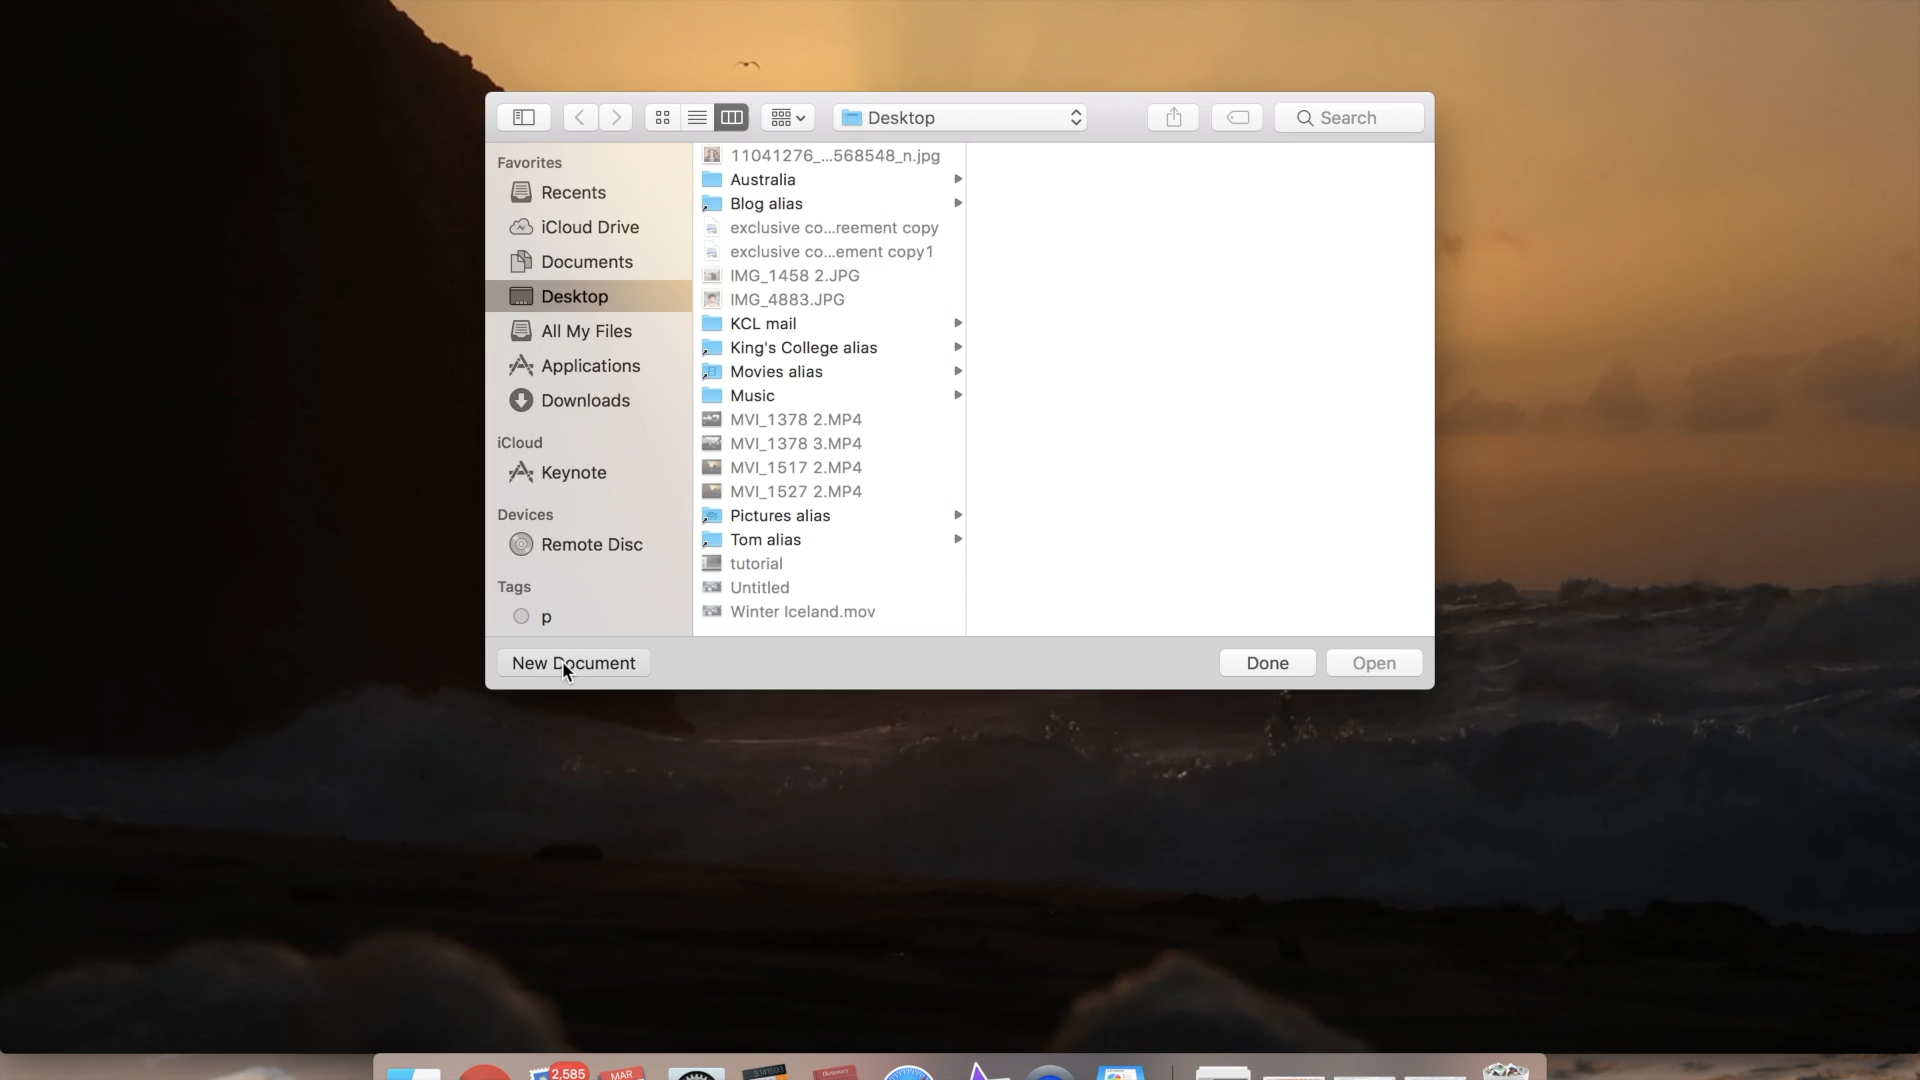 Desktop
Search
Favorites
Recents
iCloud Drive
Documents
Desktop
All My Files
Applications
Downloads
iCloud
Keynote
Devices
Remote Disc
Tags
p
11041276_...568548_n.jpg
Australia
Blog alias
exclusive co...reement copy
exclusive co...ement copy1
IMG_1458 2.JPG
IMG_4883.JPG
KCL mail
King's College alias
Movies alias
Music
MVI_1378 2.MP4
MVI_1378 3.MP4
MVI_1517 2.MP4
MVI_1527 2.MP4
Pictures alias
Tom alias
tutorial
Untitled
Winter Iceland.mov
New Document
Done
Open
2,585
MAR
3.141593
Dictionary